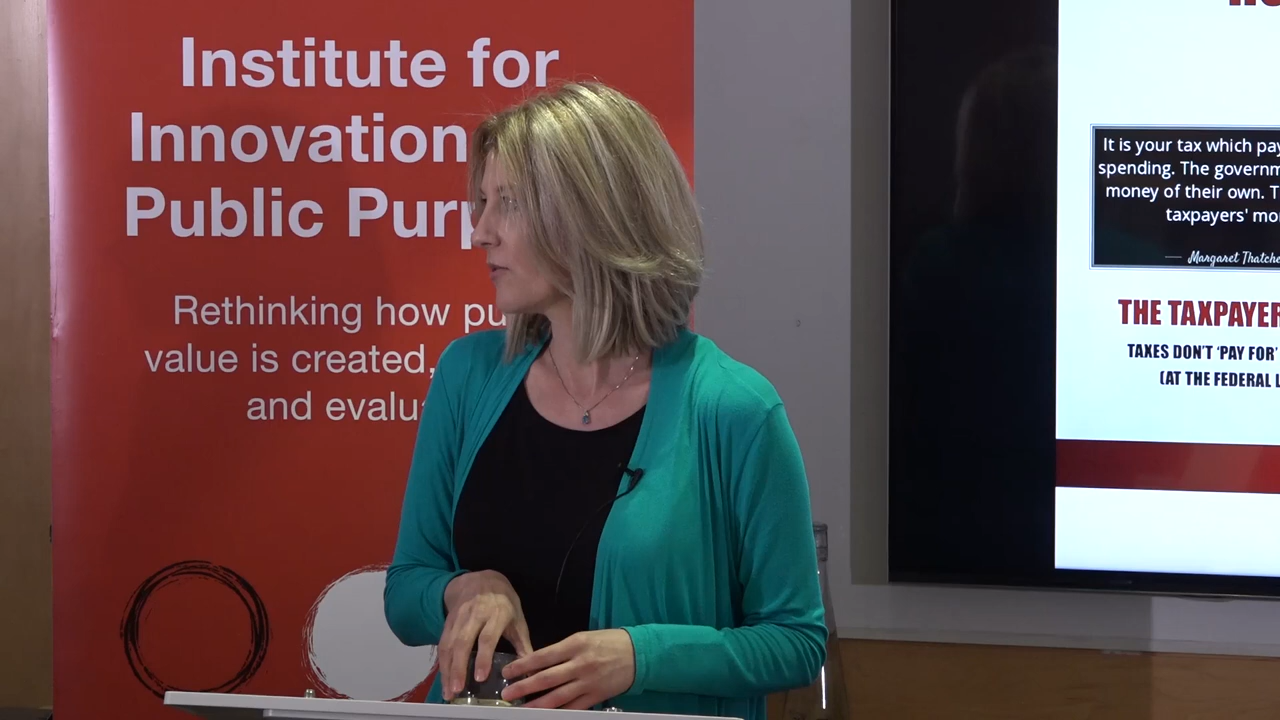 Institute for
Innovation
Public Purp
Rethinking how pu
value is created,
and evalua
It is your tax which pay
spending. The governm
money of their own. T
taxpayers' mo
— Margaret Thatche
THE TAXPAYER
TAXES DON'T 'PAY FOR'
(AT THE FEDERAL L